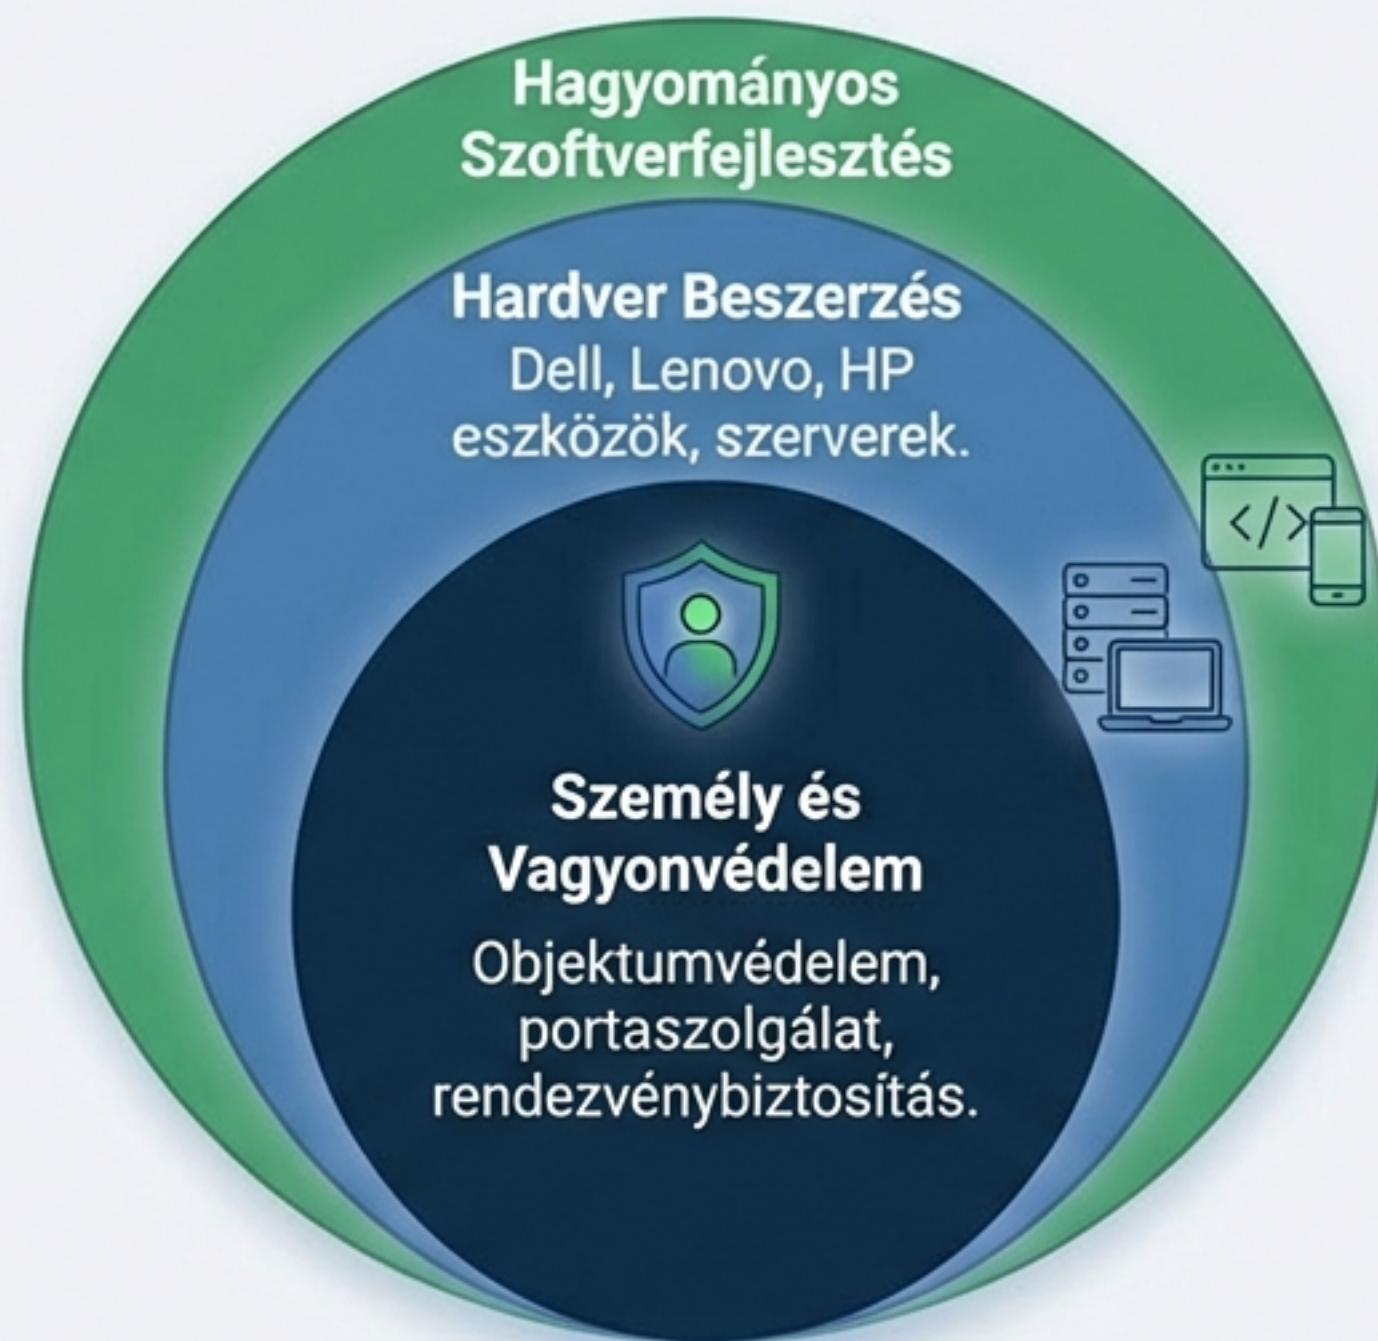 Hagyományos
Szoftverfejlesztés
Hardver Beszerzés
Dell, Lenovo, HP
eszközök, szerverek.
</>
Személy és
Vagyonvédelem
Objektumvédelem,
portaszolgálat,
rendezvénybiztosítás.